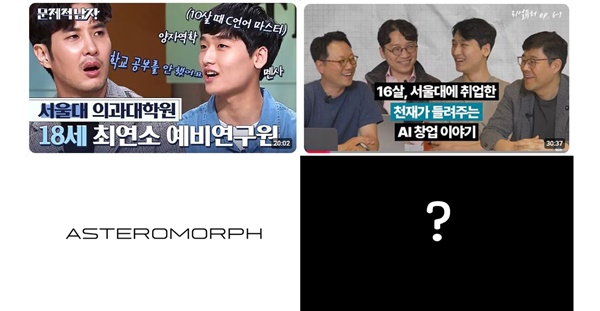 문제적남자
(10살 때 <언어 마스터)
양자역학
학교 공부를 안 했어요
멘사
서울대 의과대학원
18세 최연소 예비연구원
20:02
16살, 서울대에 취업한
천재가 들려주는
AI 창업 이야기
30:37
ASTEROMORPH
?